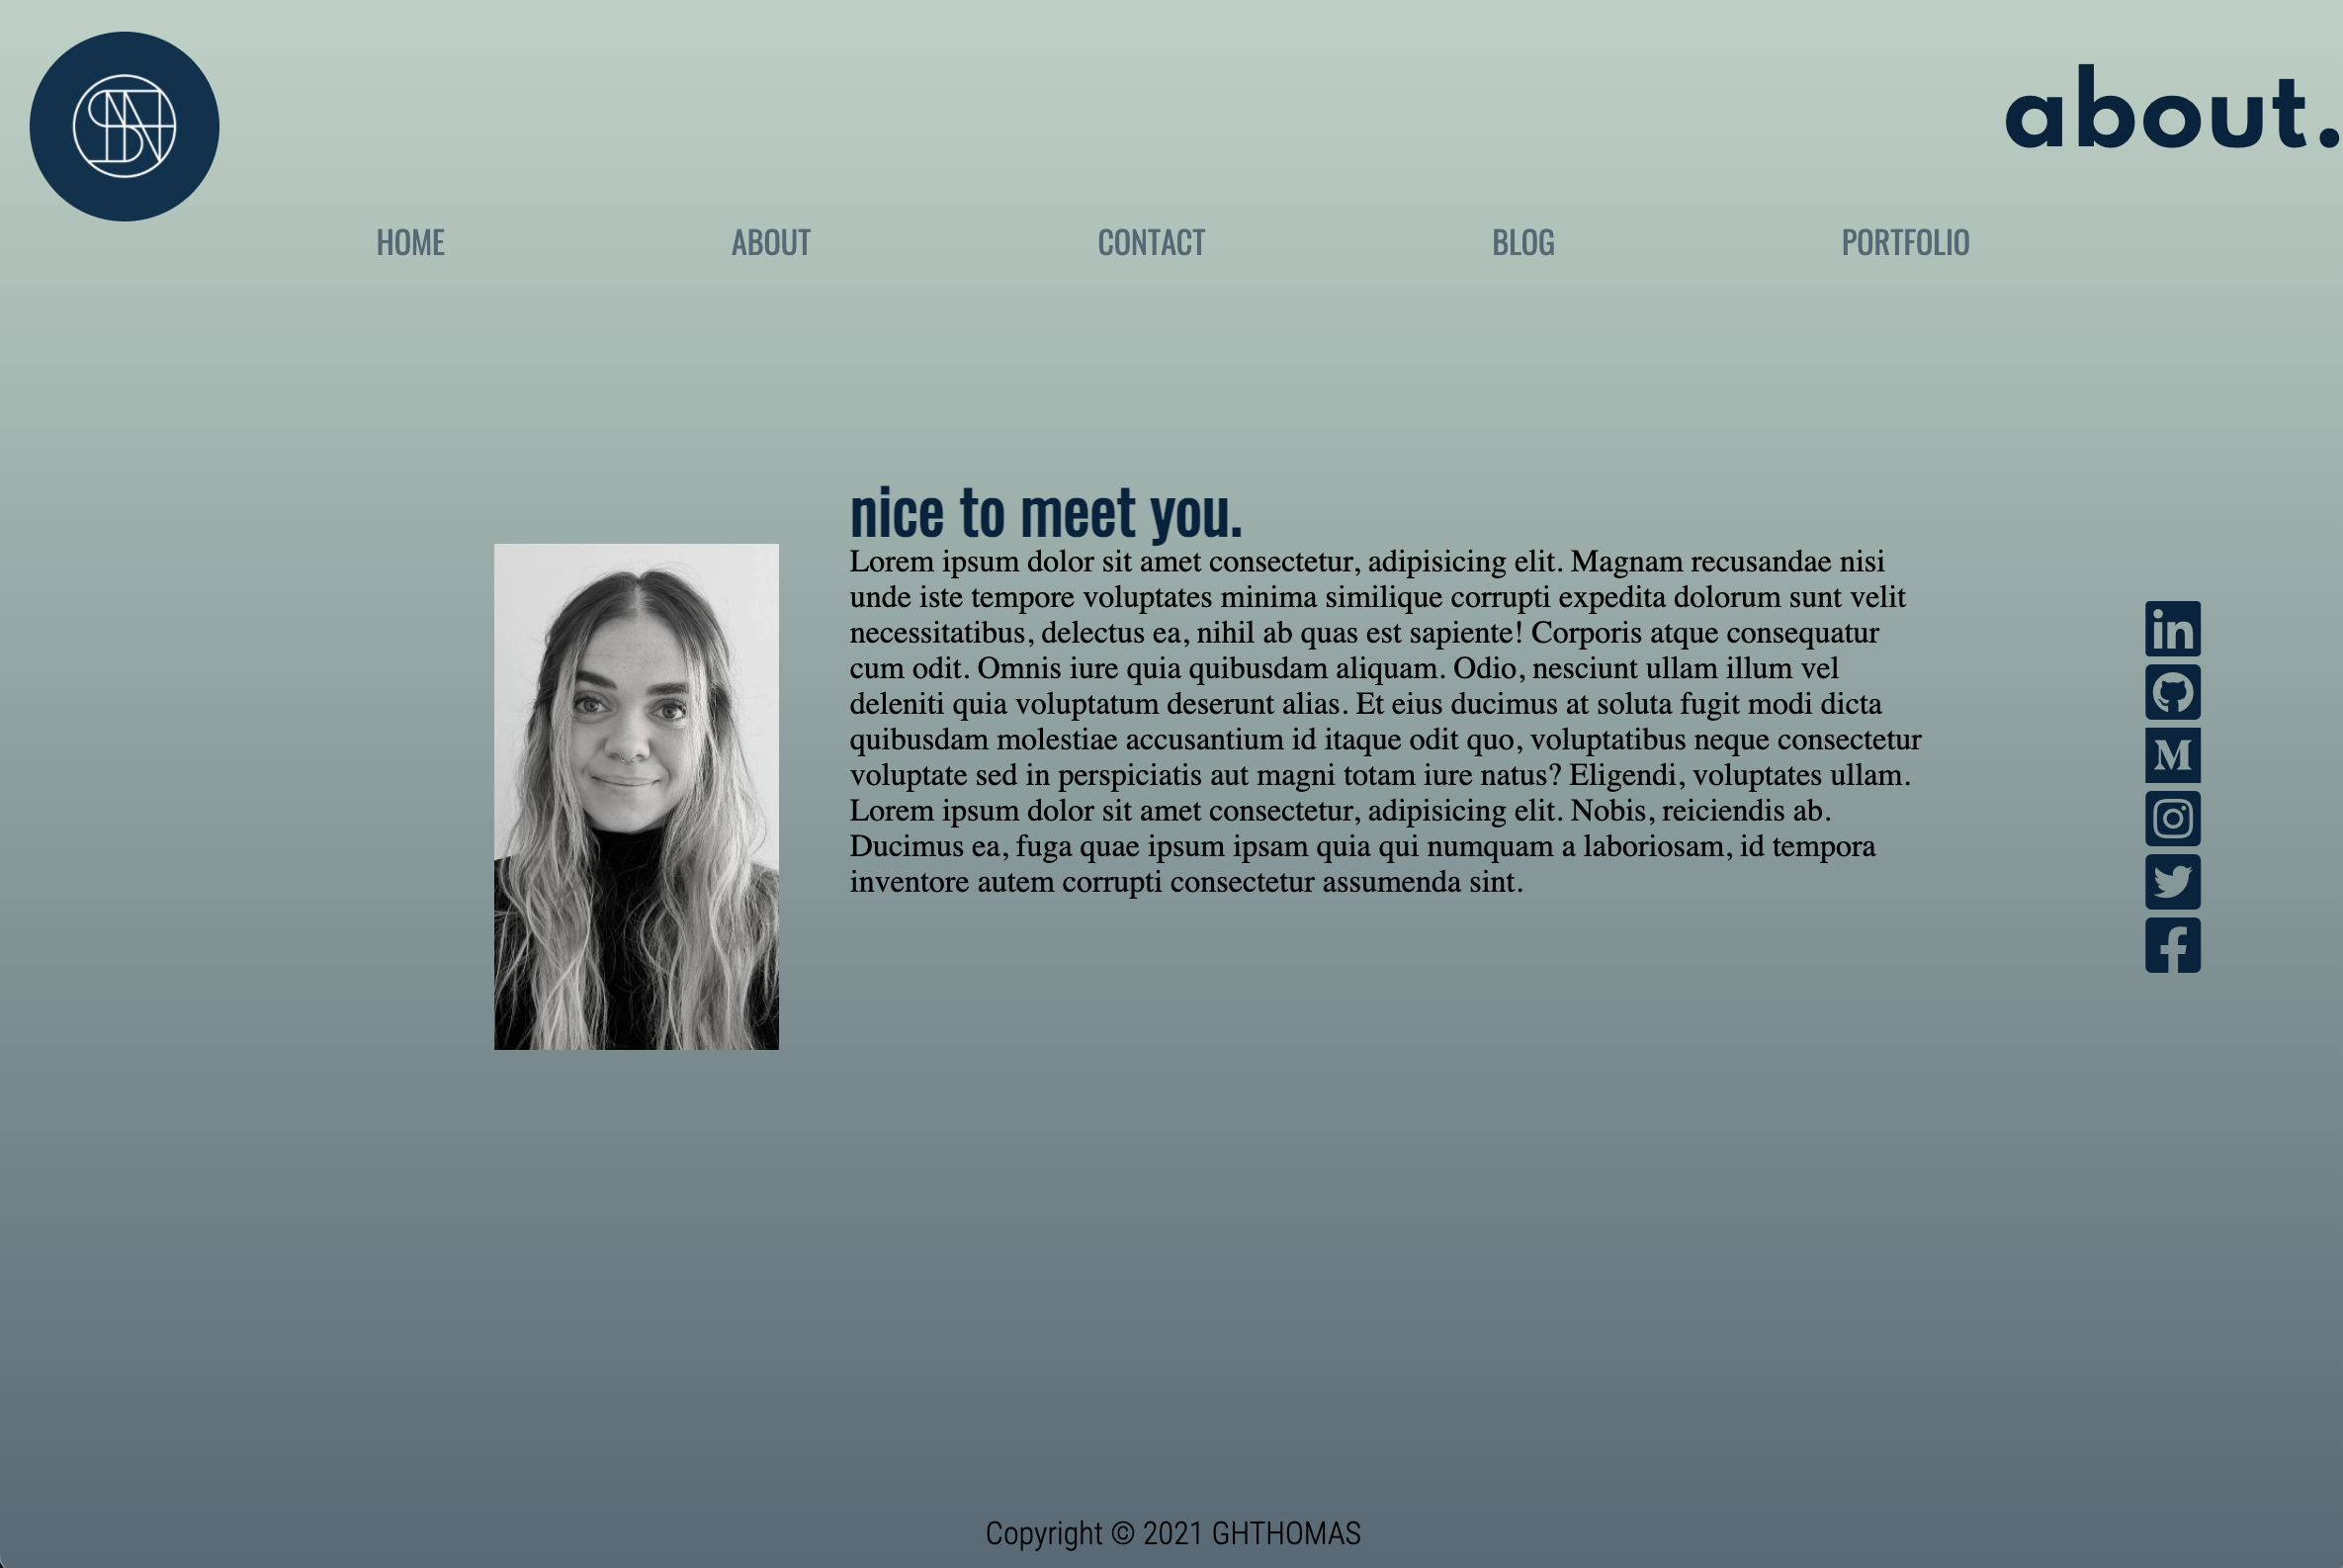 about.
HOME
ABOUT
CONTACT
BLOG
PORTFOLIO
nice to meet you.
Lorem ipsum dolor sit amet consectetur, adipisicing elit. Magnam recusandae nisi
unde iste tempore voluptates minima similique corrupti expedita dolorum sunt velit
necessitatibus, delectus ea, nihil ab quas est sapiente! Corporis atque consequatur
cum odit. Omnis iure quia quibusdam aliquam. Odio, nesciunt ullam illum vel
deleniti quia voluptatum deserunt alias. Et eius ducimus at soluta fugit modi dicta
quibusdam molestiae accusantium id itaque odit quo, voluptatibus neque consectetur
voluptate sed in perspiciatis aut magni totam iure natus? Eligendi, voluptates ullam.
Lorem ipsum dolor sit amet consectetur, adipisicing elit. Nobis, reiciendis ab.
Ducimus ea, fuga quae ipsum ipsam quia qui numquam a laboriosam, id tempora
inventore autem corrupti consectetur assumenda sint.
in
M
Copyright © 2021 GHTHOMAS